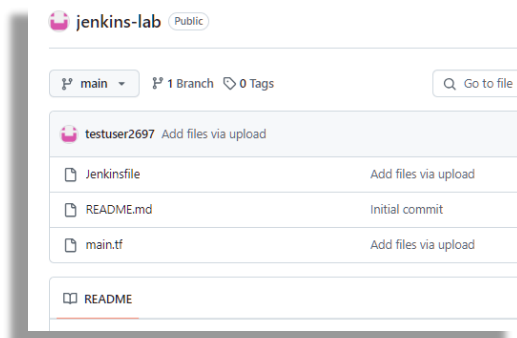 jenkins-lab Public
main 1 Branch 0 Tags Go to file
testuser2697 Add files via upload
Jenkinsfile Add files via upload
README.md Initial commit
main.tf Add files via upload
README